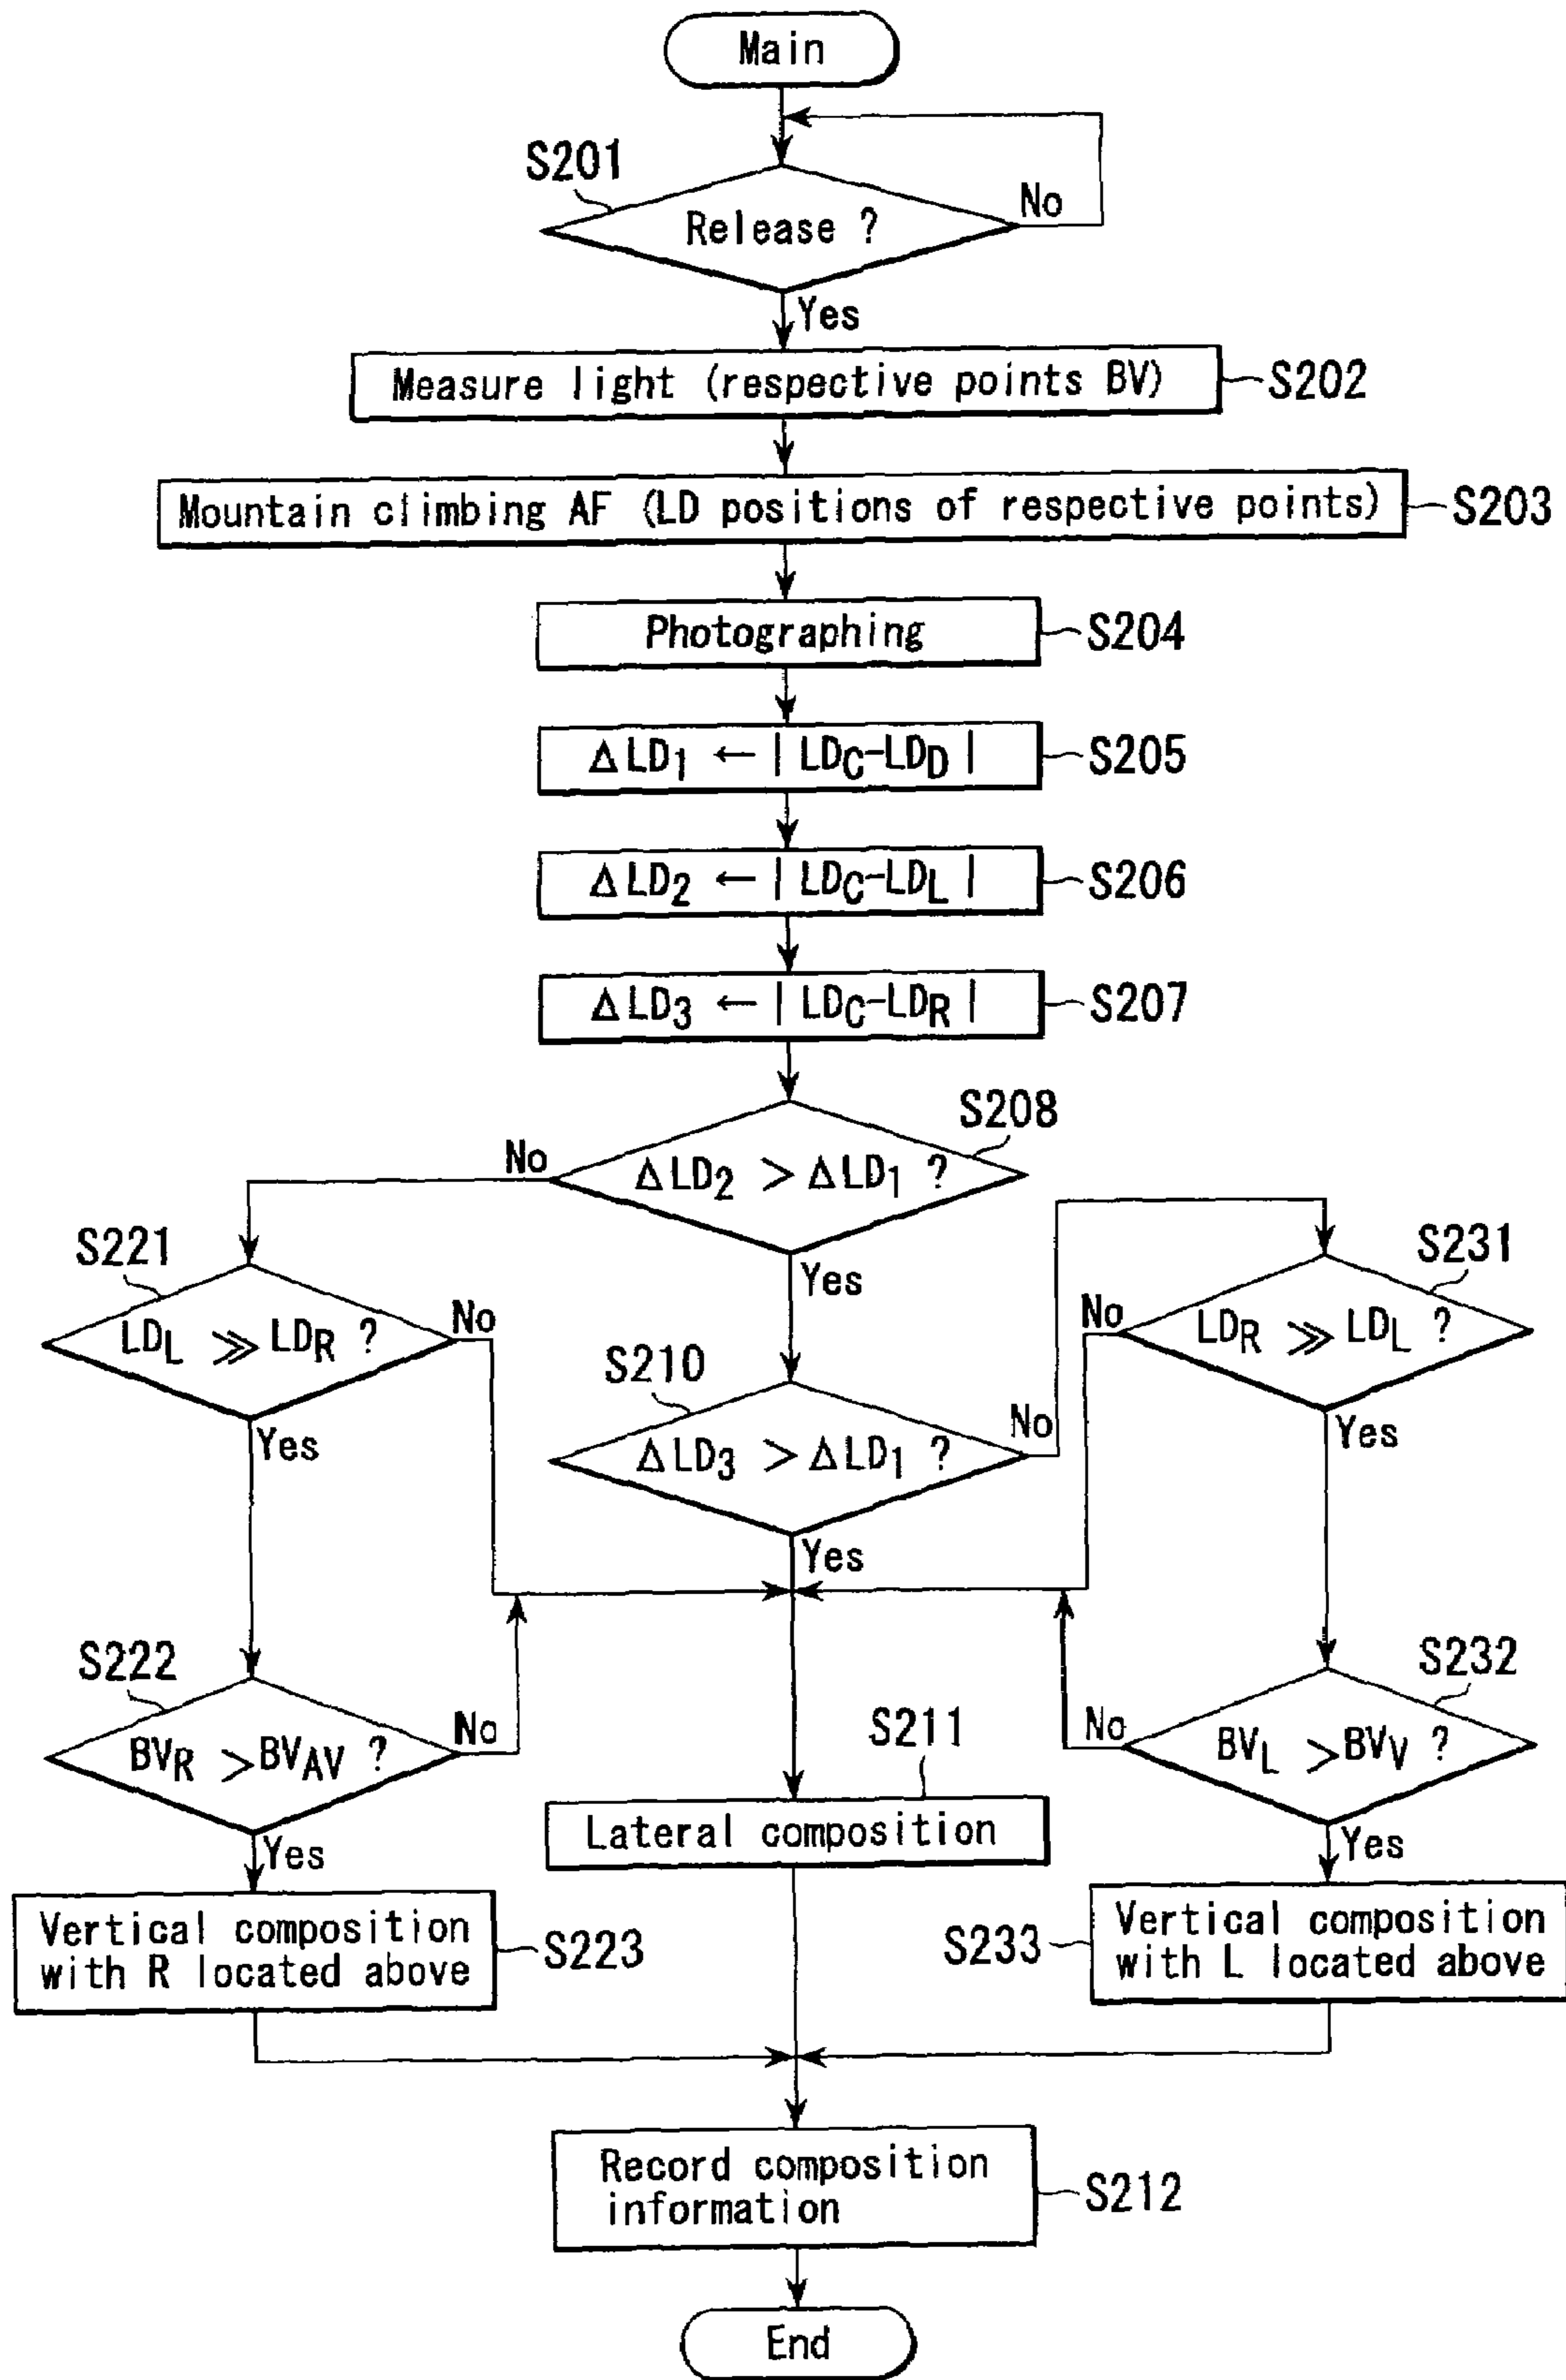 Main
S201
Release ?
No
Yes
Measure light (respective points BV)
S202
Mountain climbing AF (LD positions of respective points)
S203
Photographing
S204
ΔLD1 ← | LDC-LDD |
S205
ΔLD2 ← | LDC-LDL |
S206
ΔLD3 ← | LDC-LDR |
S207
S208
ΔLD2 > ΔLD1 ?
No
Yes
S221
LDL ≫ LDR ?
No
Yes
S210
ΔLD3 > ΔLD1 ?
No
Yes
S231
LDR ≫ LDL ?
No
Yes
S222
BVR > BVAV ?
No
Yes
S232
BVL > BVV ?
No
Yes
S211
Lateral composition
Vertical composition
with R located above
S223
S233
Vertical composition
with L located above
Record composition
information
S212
End